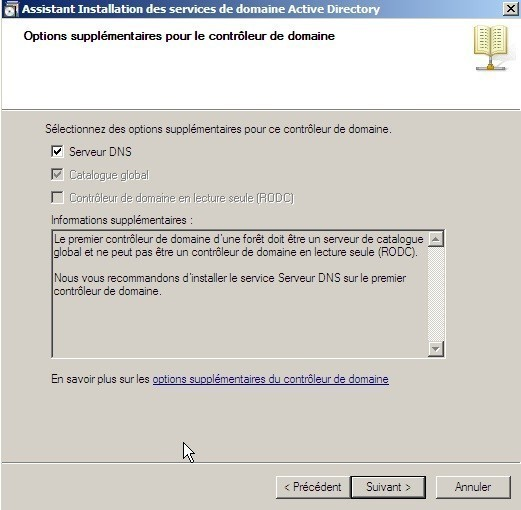 Assistant Installation des services de domaine Active Directory
Options supplémentaires pour le contrôleur de domaine
Sélectionnez des options supplémentaires pour ce contrôleur de domaine.
Serveur DNS
Catalogue global
Contrôleur de domaine en lecture seule (RODC)
Informations supplémentaires :
Le premier contrôleur de domaine d'une forêt doit être un serveur de catalogue
global et ne peut pas être un contrôleur de domaine en lecture seule (RODC).
Nous vous recommandons d'installer le service Serveur DNS sur le premier
contrôleur de domaine.
En savoir plus sur les options supplémentaires du contrôleur de domaine
< Précédent Suivant > Annuler